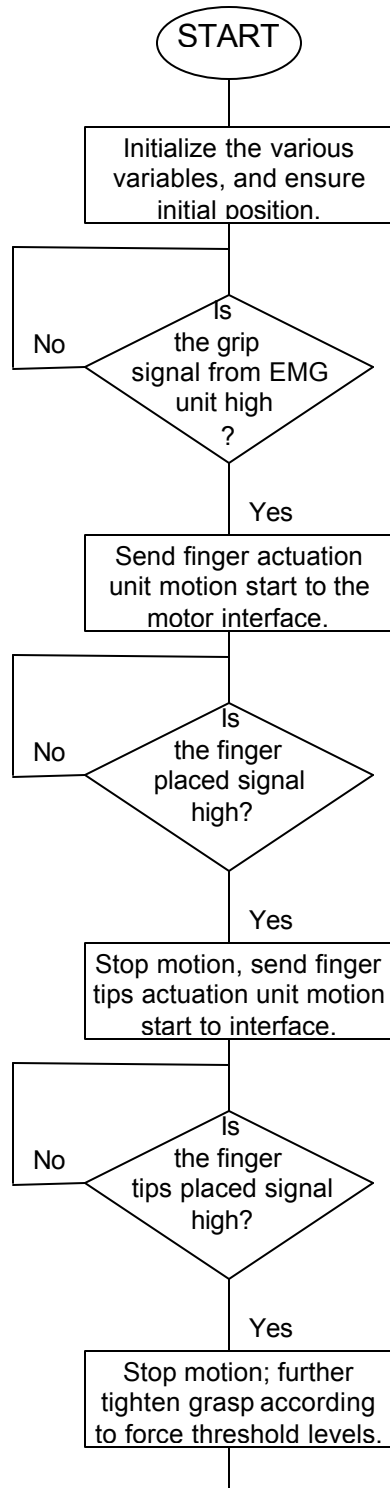 START
Initialize the various
variables, and ensure
initial position.
Is
the grip
signal from EMG
unit high
?
No
Yes
Send finger actuation
unit motion start to the
motor interface.
Is
the finger
placed signal
high?
No
Yes
Stop motion, send finger
tips actuation unit motion
start to interface.
Is
the finger
tips placed signal
high?
No
Yes
Stop motion; further
tighten grasp according
to force threshold levels.